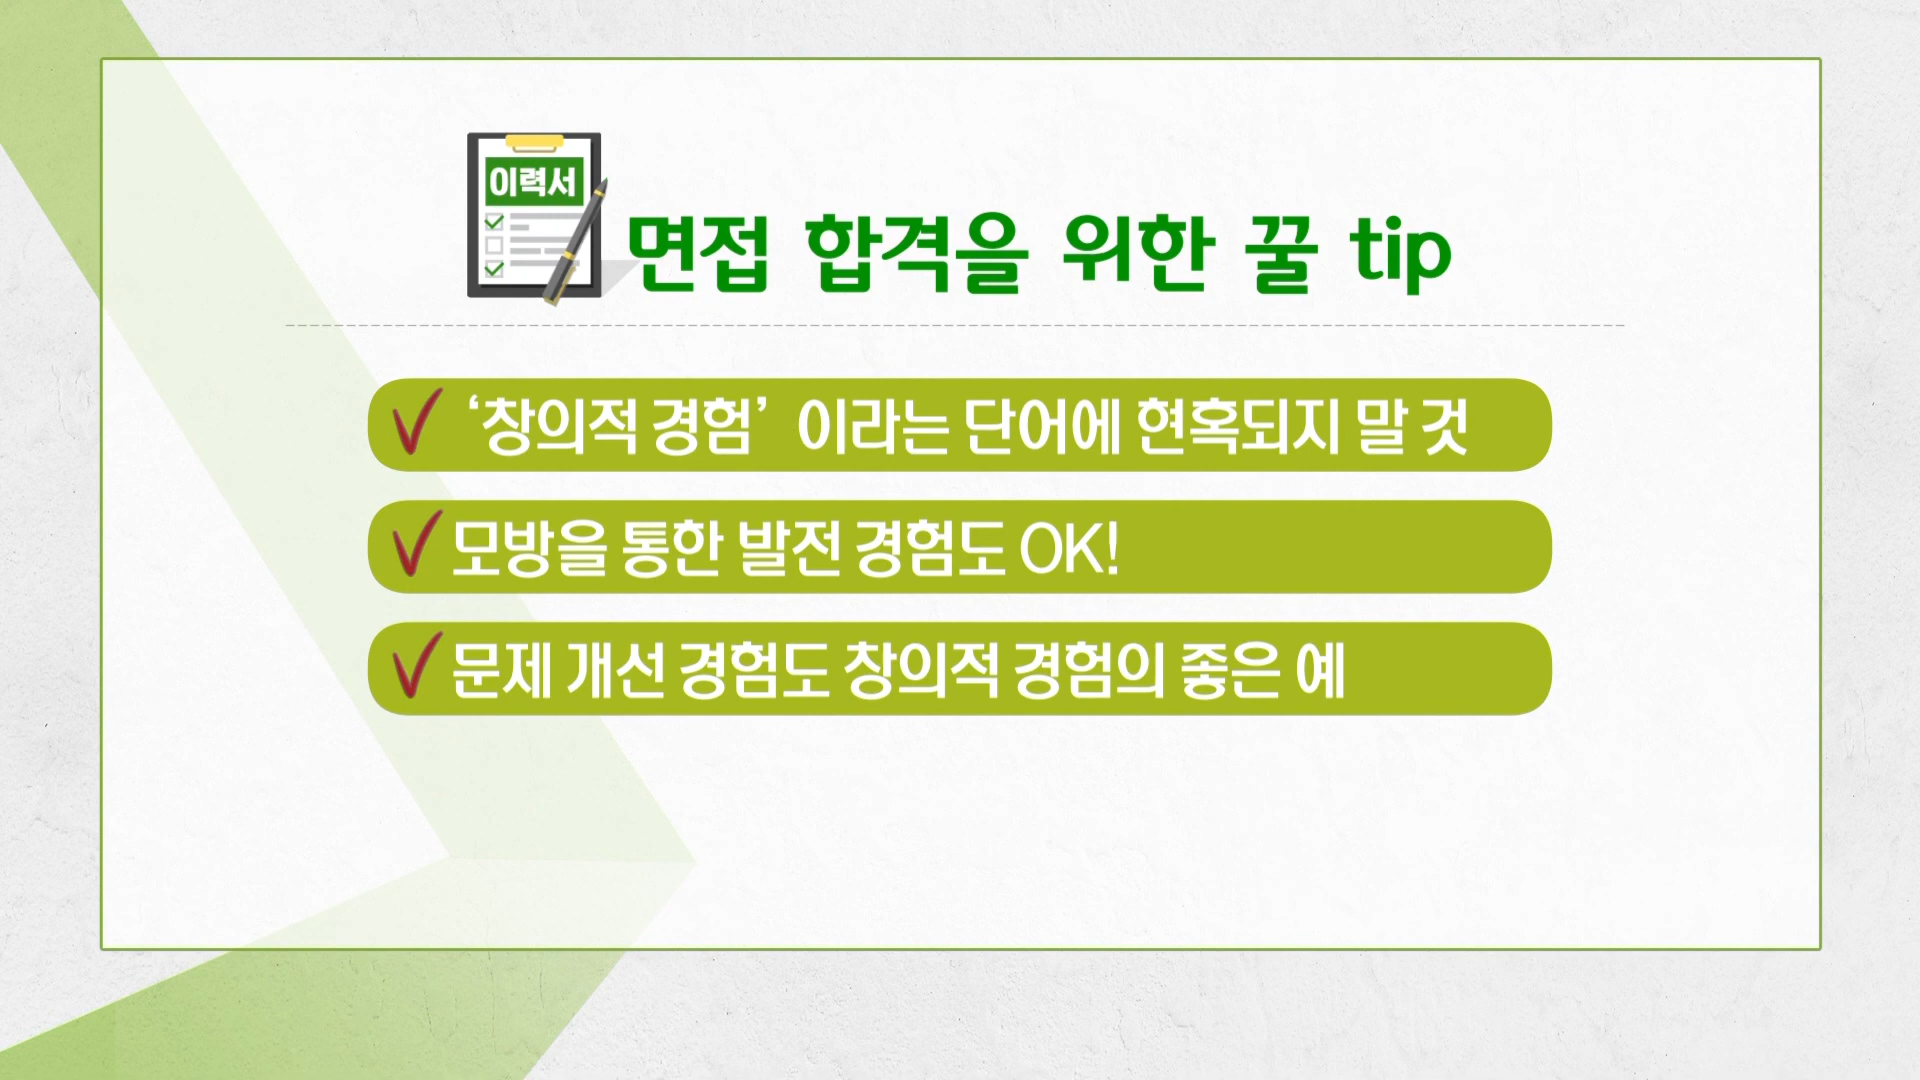 이력서
면접 합격을 위한 꿀 tip
‘창의적 경험’ 이라는 단어에 현혹되지 말 것
모방을 통한 발전 경험도 OK!
문제 개선 경험도 창의적 경험의 좋은 예